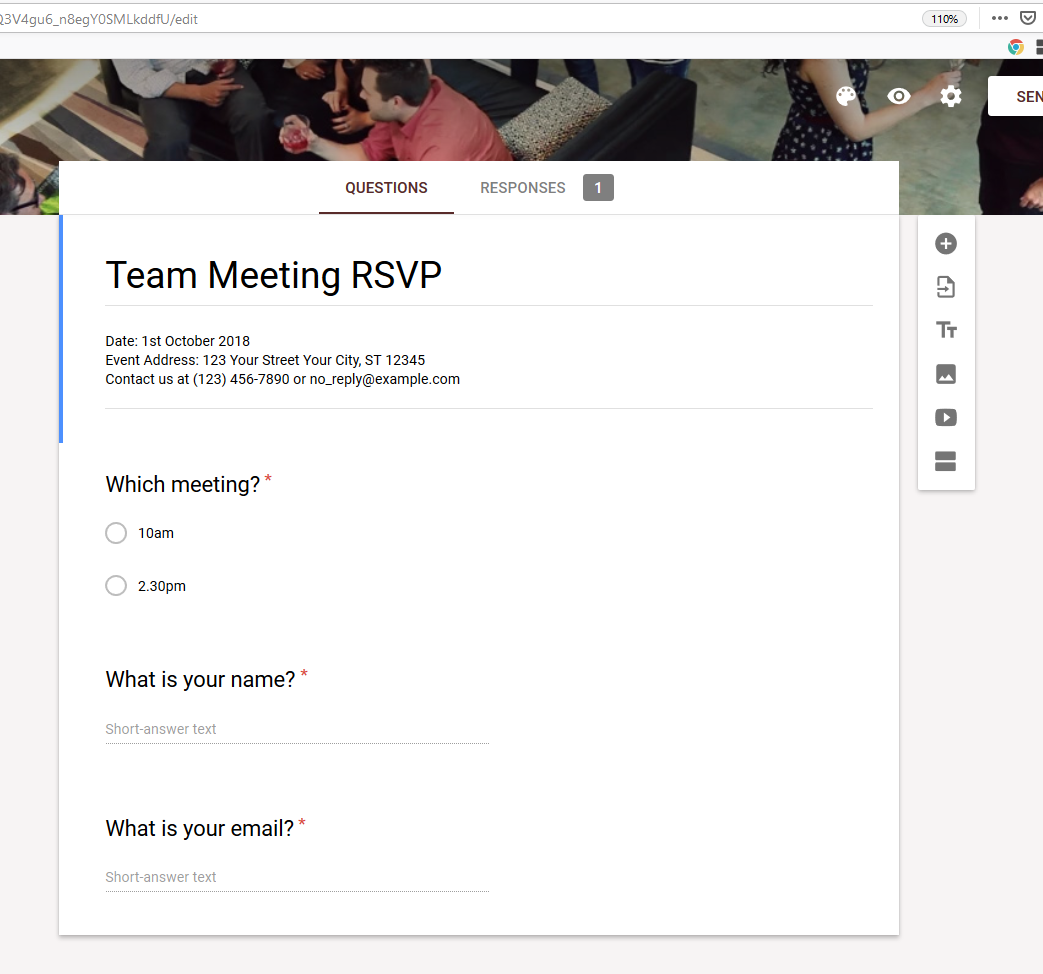 Q3V4gu6_n8egY0SMLkddfU/edit
110%
SEN
QUESTIONS
RESPONSES 1
Team Meeting RSVP
Date: 1st October 2018
Event Address: 123 Your Street Your City, ST 12345
Contact us at (123) 456-7890 or no_reply@example.com
Which meeting? *
10am
2.30pm
What is your name? *
Short-answer text
What is your email? *
Short-answer text